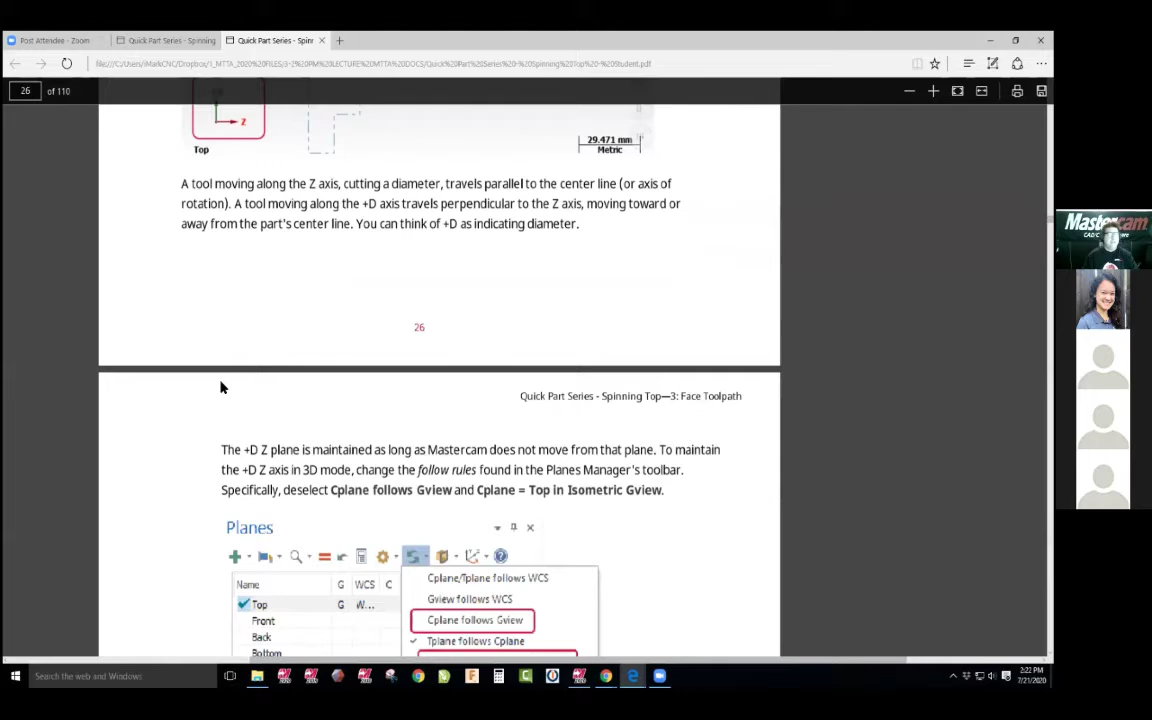 Post Attendee - Zoom
Quick Part Series - Spinning
Quick Part Series - Spinn
26 of 110
Z
Top
29.471 mm
Metric
A tool moving along the Z axis, cutting a diameter, travels parallel to the center line (or axis of
rotation). A tool moving along the +D axis travels perpendicular to the Z axis, moving toward or
away from the part's center line. You can think of +D as indicating diameter.
26
Quick Part Series - Spinning Top—3: Face Toolpath
The +D Z plane is maintained as long as Mastercam does not move from that plane. To maintain
the +D Z axis in 3D mode, change the follow rules found in the Planes Manager's toolbar.
Specifically, deselect Cplane follows Gview and Cplane = Top in Isometric Gview.
Planes
Name G WCS C
Top G W...
Front
Back
Bottom
Cplane/Tplane follows WCS
Gview follows WCS
Cplane follows Gview
Tplane follows Cplane
Mastercam
Search the web and Windows
2:22 PM
7/21/2020